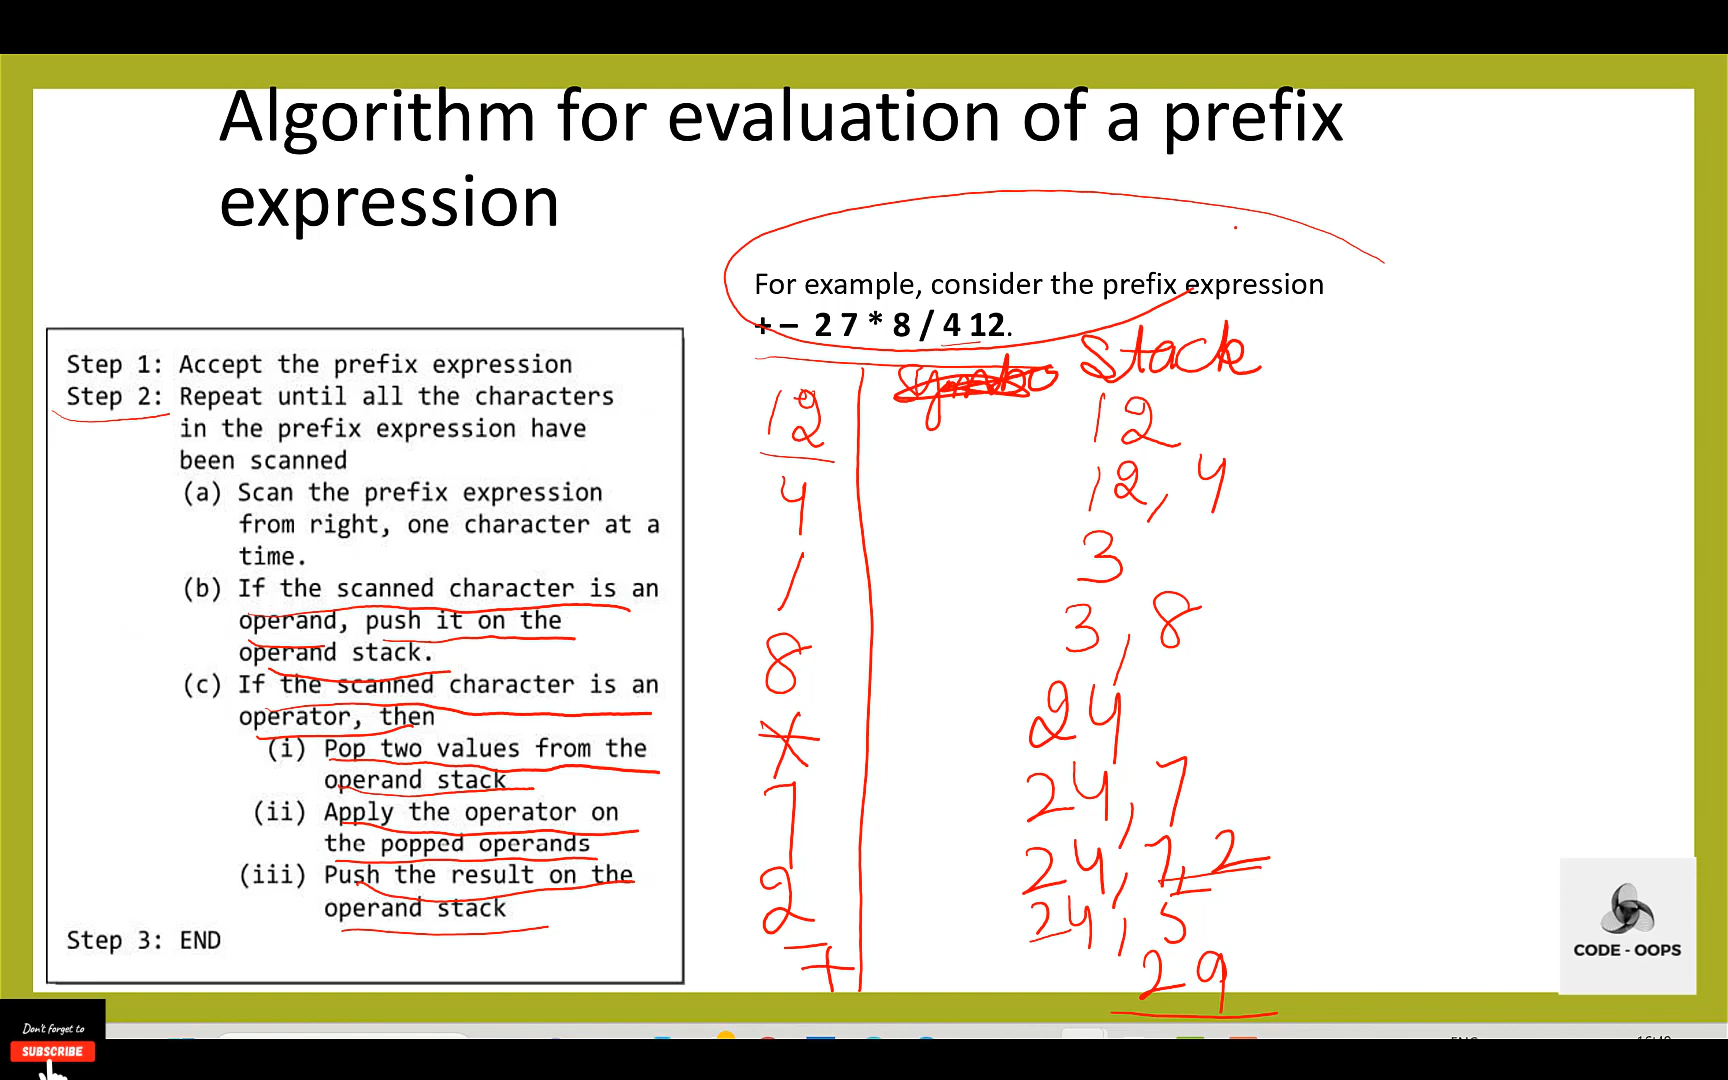 Algorithm for evaluation of a prefix
expression
For example, consider the prefix expression
+ – 2 7 * 8 / 4 12.
Step 1: Accept the prefix expression
Step 2: Repeat until all the characters
in the prefix expression have
been scanned
(a) Scan the prefix expression
from right, one character at a
time.
(b) If the scanned character is an
operand, push it on the
operand stack.
(c) If the scanned character is an
operator, then
(i) Pop two values from the
operand stack
(ii) Apply the operator on
the popped operands
(iii) Push the result on the
operand stack
Step 3: END
Stack
12 12
4 12, 4
/ 3
8 3, 8
* 24
7 24, 7
2 24, 7, 2
– 24, 5
+ 29
CODE - OOPS
Don't forget to
SUBSCRIBE